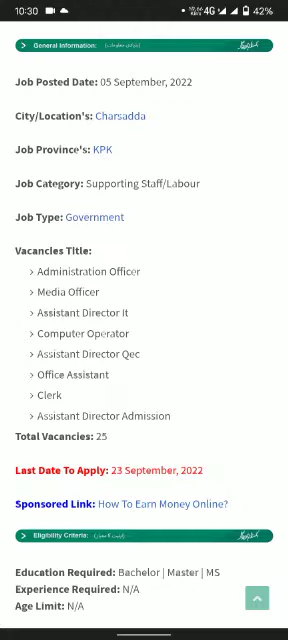 10:30
4G
42%
General Information:
Job Posted Date: 05 September, 2022
City/Location's: Charsadda
Job Province's: KPK
Job Category: Supporting Staff/Labour
Job Type: Government
Vacancies Title:
> Administration Officer
> Media Officer
> Assistant Director It
> Computer Operator
> Assistant Director Qec
> Office Assistant
> Clerk
> Assistant Director Admission
Total Vacancies: 25
Last Date To Apply: 23 September, 2022
Sponsored Link: How To Earn Money Online?
Eligibility Criteria:
Education Required: Bachelor | Master | MS
Experience Required: N/A
Age Limit: N/A